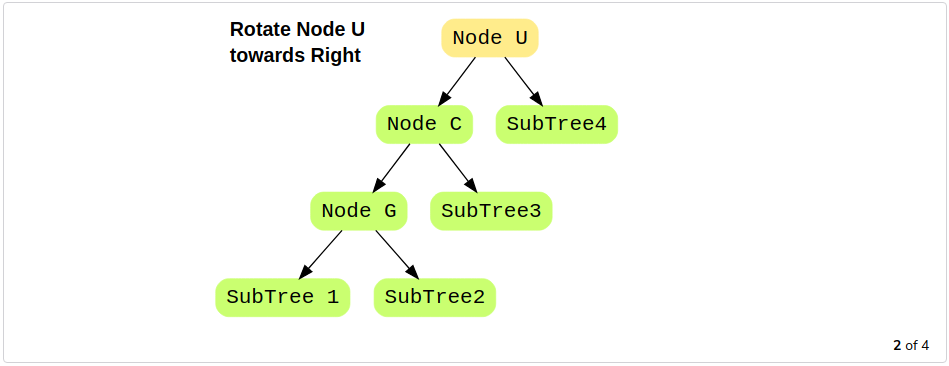 Rotate Node U
towards Right
Node U
Node C
SubTree4
Node G
SubTree3
SubTree 1
SubTree2
2 of 4